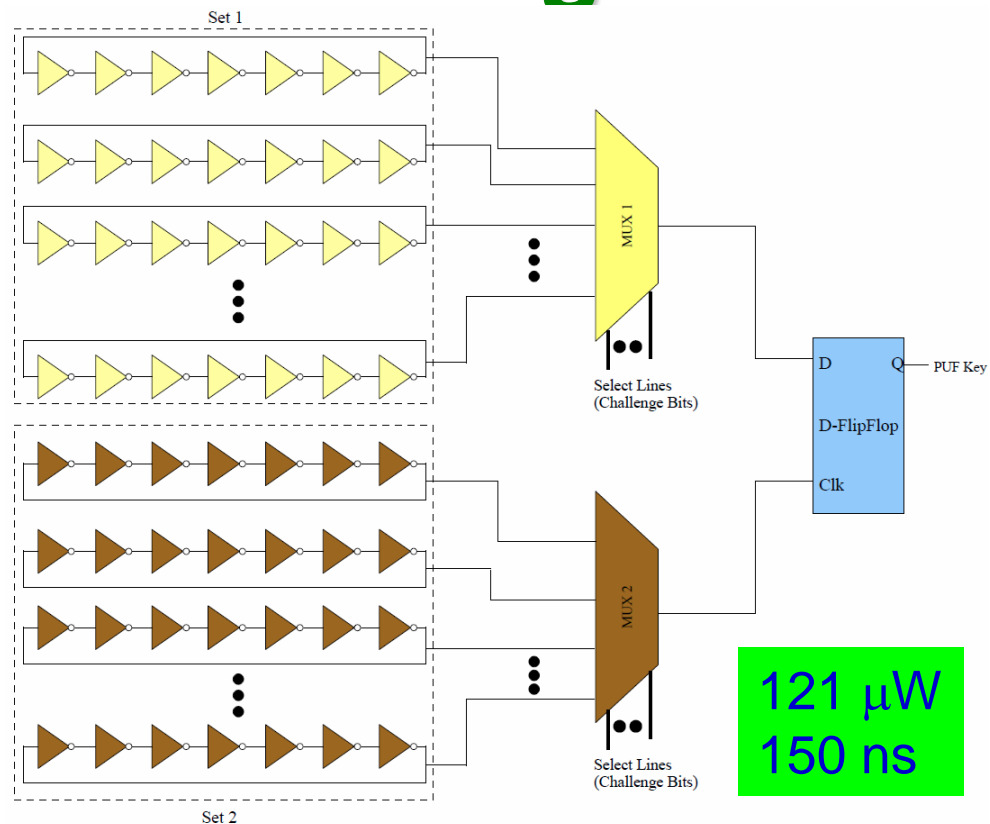 Set 1
MUX 1
Select Lines
(Challenge Bits)
D
Q
PUF Key
D-FlipFlop
Clk
MUX 2
Select Lines
(Challenge Bits)
121 μW
150 ns
Set 2